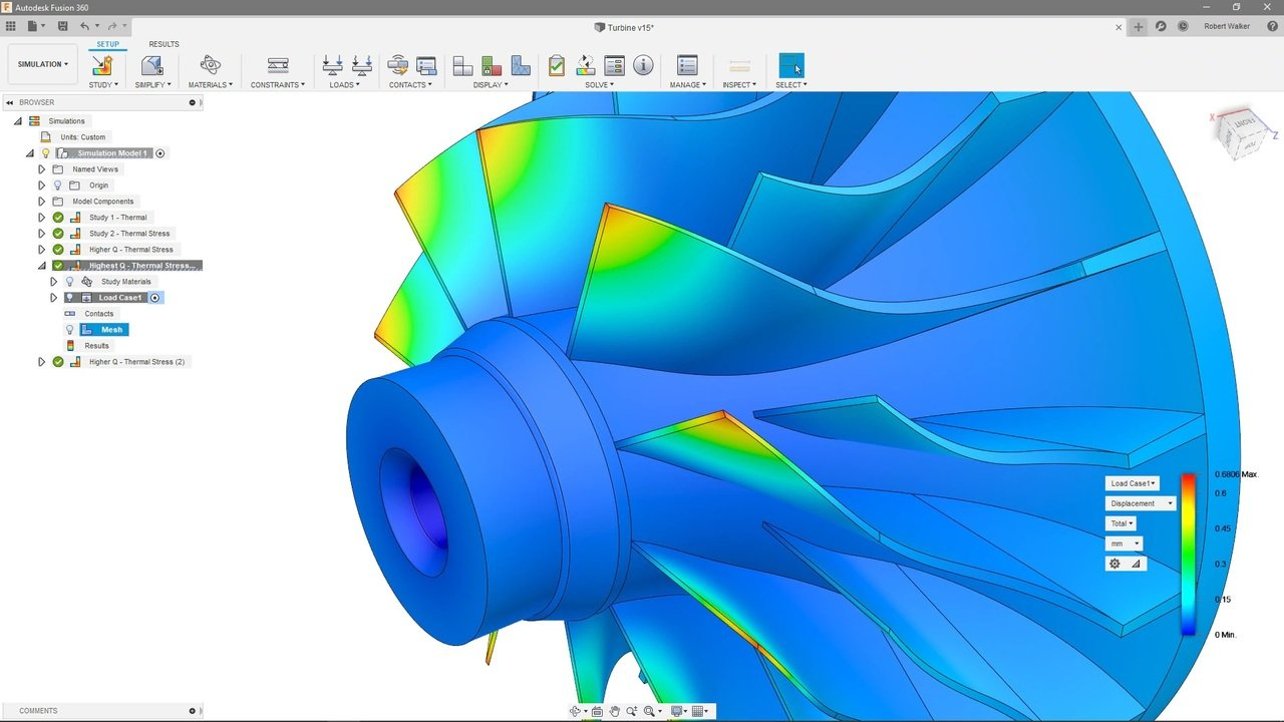 Autodesk Fusion 360
Turbine v15*
Robert Walker
SETUP RESULTS
SIMULATION
STUDY SIMPLIFY MATERIALS CONSTRAINTS LOADS CONTACTS DISPLAY SOLVE MANAGE INSPECT SELECT
BROWSER
Simulations
Units: Custom
Simulation Model 1
Named Views
Origin
Model Components
Study 1 - Thermal
Study 2 - Thermal Stress
Higher Q - Thermal Stress
Highest Q - Thermal Stress...
Study Materials
Load Case1
Contacts
Mesh
Results
Higher Q - Thermal Stress (2)
X
Z
FRONT
0.6806 Max.
Load Case1
0.6
Displacement
Total
0.45
mm
0.3
0.15
0 Min.
COMMENTS